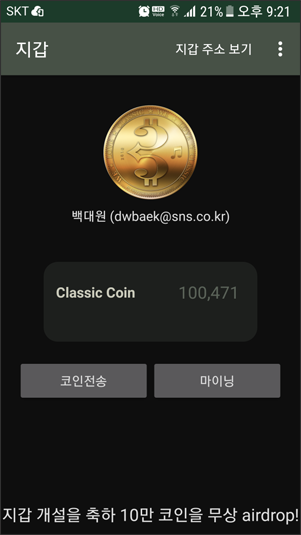 SKT
HD Voice 21% 오후 9:21
지갑
지갑 주소 보기
백대원 (dwbaek@sns.co.kr)
Classic Coin
100,471
코인전송
마이닝
지갑 개설을 축하 10만 코인을 무상 airdrop!